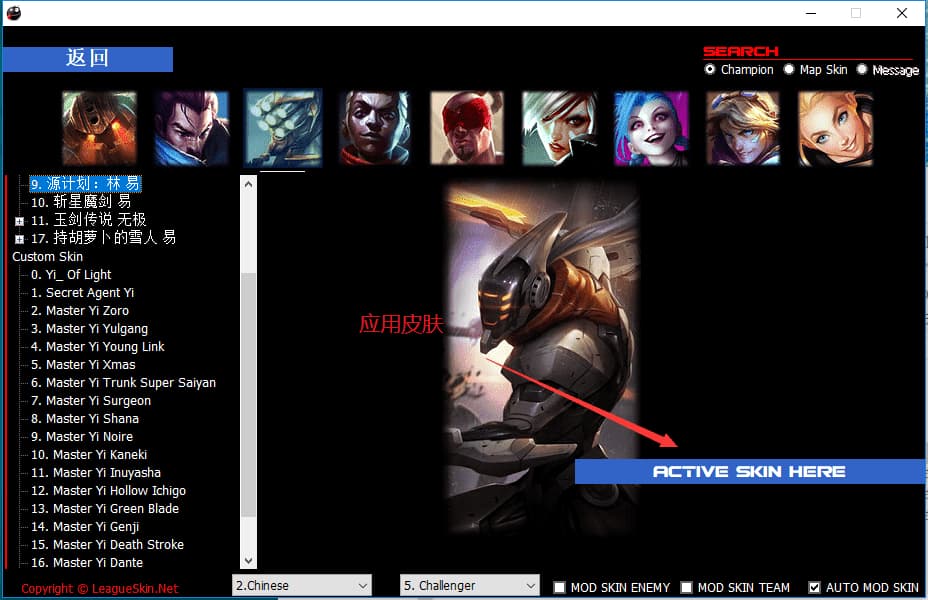 返回
SEARCH
Champion
Map Skin
Message
9. 源计划：林 易
10. 斩星魔剑 易
11. 玉剑传说 无极
17. 持胡萝卜的雪人 易
Custom Skin
0. Yi_ Of Light
1. Secret Agent Yi
2. Master Yi Zoro
3. Master Yi Yulgang
4. Master Yi Young Link
5. Master Yi Xmas
6. Master Yi Trunk Super Saiyan
7. Master Yi Surgeon
8. Master Yi Shana
9. Master Yi Noire
10. Master Yi Kaneki
11. Master Yi Inuyasha
12. Master Yi Hollow Ichigo
13. Master Yi Green Blade
14. Master Yi Genji
15. Master Yi Death Stroke
16. Master Yi Dante
应用皮肤
ACTIVE SKIN HERE
Copyright © LeagueSkin.Net
2.Chinese
5. Challenger
MOD SKIN ENEMY
MOD SKIN TEAM
AUTO MOD SKIN